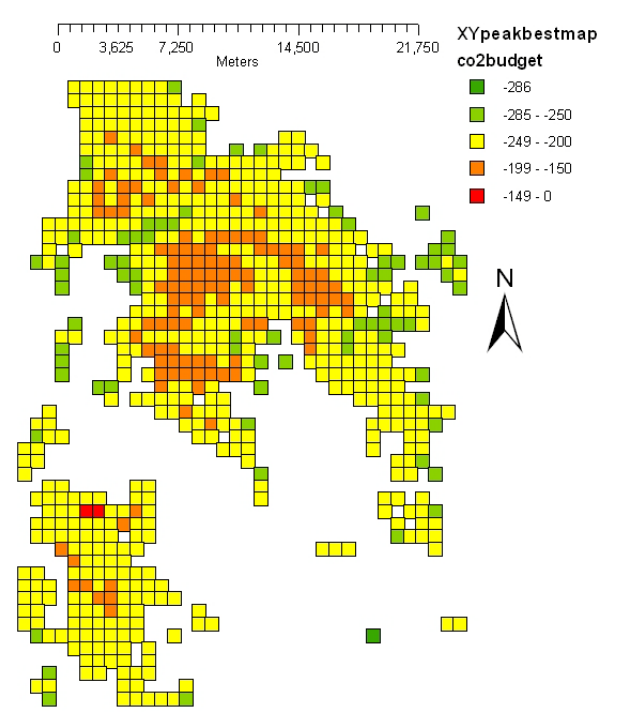 0 3,625 7,250 14,500 21,750
Meters
XYpeakbestmap
co2budget
-286
-285 - -250
-249 - -200
-199 - -150
-149 - 0
N